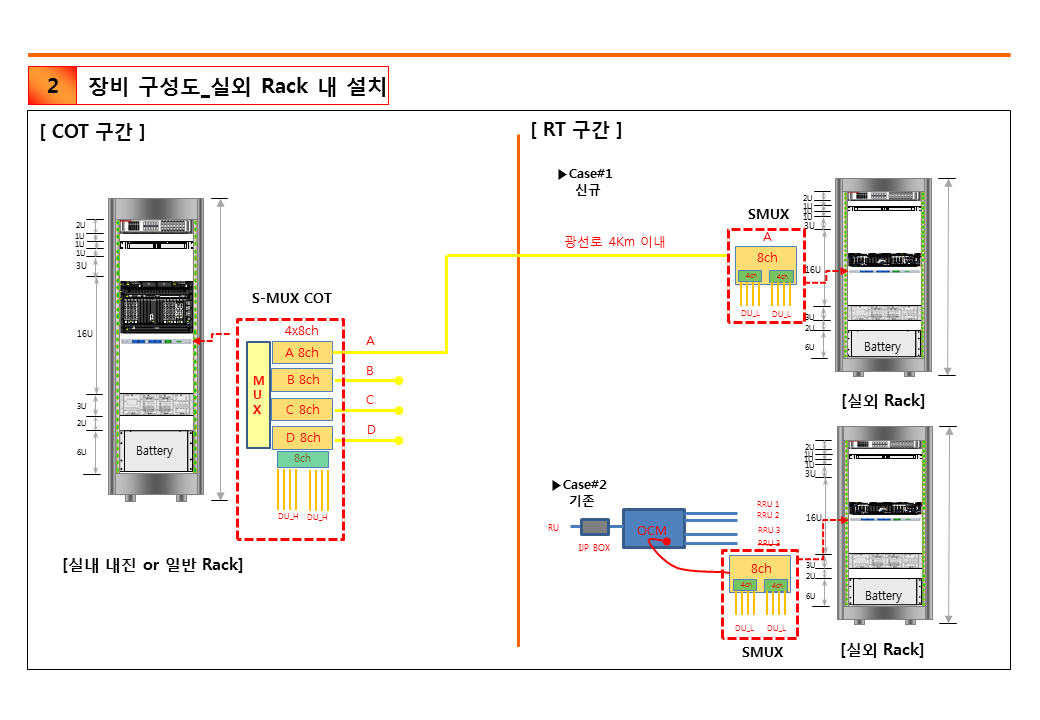 2 장비 구성도_실외 Rack 내 설치
[ COT 구간 ]
2U
1U
1U
1U
3U
16U
3U
2U
6U
Battery
[실내 내진 or 일반 Rack]
S-MUX COT
4x8ch
MUX
A 8ch
B 8ch
C 8ch
D 8ch
8ch
DU_H
DU_H
A
B
C
D
[ RT 구간 ]
▶Case#1
신규
광선로 4Km 이내
SMUX
A
8ch
4ch
4ch
DU_L
DU_L
2U
1U
1U
1U
3U
16U
3U
2U
6U
Battery
[실외 Rack]
▶Case#2
기존
RU
I/P BOX
OCM
RRU 1
RRU 2
RRU 3
RRU 3
8ch
4ch
4ch
DU_L
DU_L
SMUX
2U
1U
1U
1U
3U
16U
3U
2U
6U
Battery
[실외 Rack]